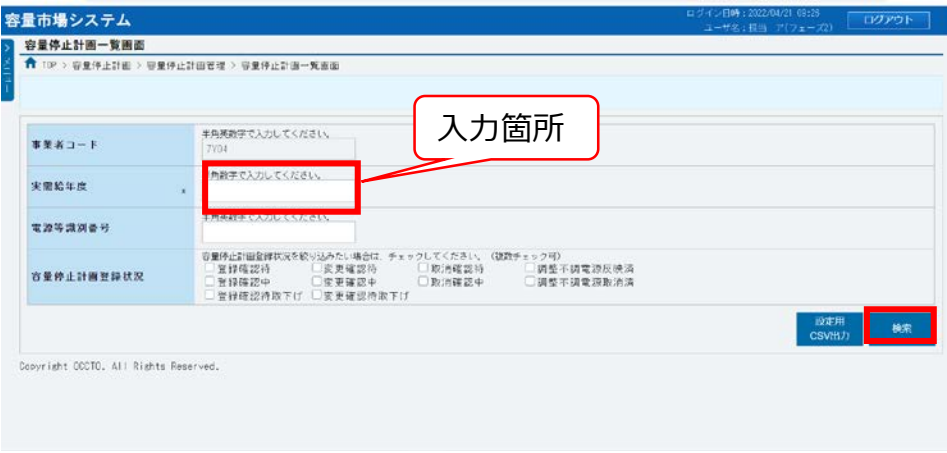 容量市場システム
ログイン日時：2022/04/21 09:28
ユーザ名：担当 ア(フェーズ2)
ログアウト
容量停止計画一覧画面
> メニュー
TOP > 容量停止計画 > 容量停止計画管理 > 容量停止計画一覧画面
入力箇所
事業者コード
半角英数字で入力してください。
7Y04
実需給年度 *
角数字で入力してください。
電源等識別番号
半角英数字で入力してください。
容量停止計画登録状況
容量停止計画登録状況を絞り込みたい場合は、チェックしてください。（複数チェック可）
登録確認待 変更確認待 取消確認待 調整不調電源反映済
登録確認中 変更確認中 取消確認中 調整不調電源取消済
登録確認待取下げ 変更確認待取下げ
設定用
CSV出力
検索
Copyright OCCTO. All Rights Reserved.